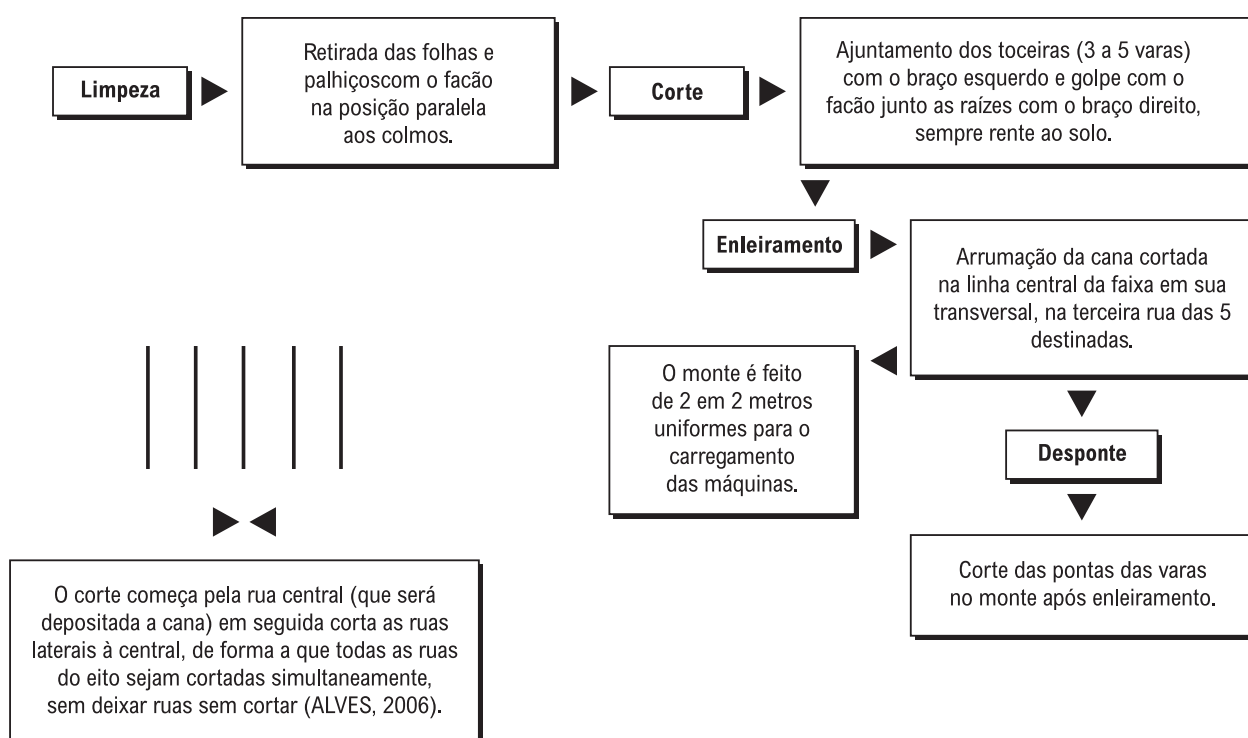 Limpeza
Retirada das folhas e
palhiçoscom o facão
na posição paralela
aos colmos.
Corte
Ajuntamento dos toceiras (3 a 5 varas)
com o braço esquerdo e golpe com o
facão junto as raízes com o braço direito,
sempre rente ao solo.
Enleiramento
Arrumação da cana cortada
na linha central da faixa em sua
transversal, na terceira rua das 5
destinadas.
O monte é feito
de 2 em 2 metros
uniformes para o
carregamento
das máquinas.
Desponte
Corte das pontas das varas
no monte após enleiramento.
O corte começa pela rua central (que será
depositada a cana) em seguida corta as ruas
laterais à central, de forma a que todas as ruas
do eito sejam cortadas simultaneamente,
sem deixar ruas sem cortar (ALVES, 2006).